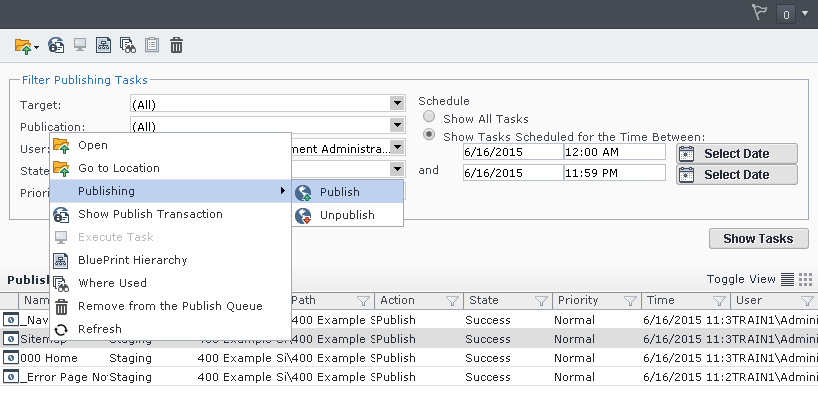 0
Filter Publishing Tasks
Target: (All)
Schedule
Show All Tasks
Publication: (All)
Show Tasks Scheduled for the Time Between:
User: ment Administra...
6/16/2015 12:00 AM Select Date
and 6/16/2015 11:59 PM Select Date
State
Priorit
Open
Go to Location
Publishing
Show Publish Transaction
Execute Task
BluePrint Hierarchy
Where Used
Remove from the Publish Queue
Refresh
Publish
Unpublish
Show Tasks
Publis
Toggle View
Nam Path Action State Priority Time User
_Nav 400 Example S Publish Success Normal 6/16/2015 11:3 TRAIN1\Admini
Sitemap Staging 400 Example Si \400 Example S Publish Success Normal 6/16/2015 11:3 TRAIN1\Admini
000 Home Staging 400 Example Si \400 Example S Publish Success Normal 6/16/2015 11:3 TRAIN1\Admini
_Error Page No Staging 400 Example Si \400 Example S Publish Success Normal 6/16/2015 11:2 TRAIN1\Admini